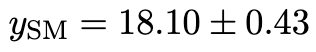 y_SM = 18.10 ± 0.43